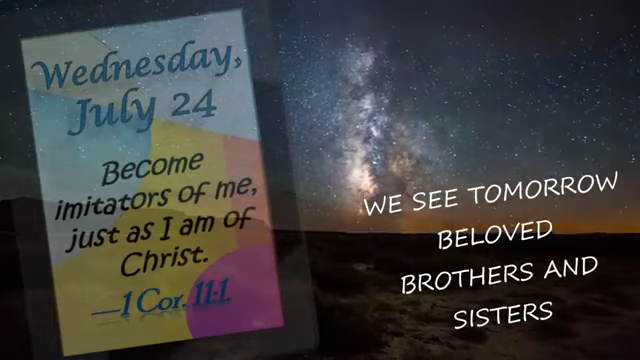 Wednesday,
July 24
Become
imitators of me,
just as I am of
Christ.
—1 Cor. 11:1.
WE SEE TOMORROW
BELOVED
BROTHERS AND
SISTERS